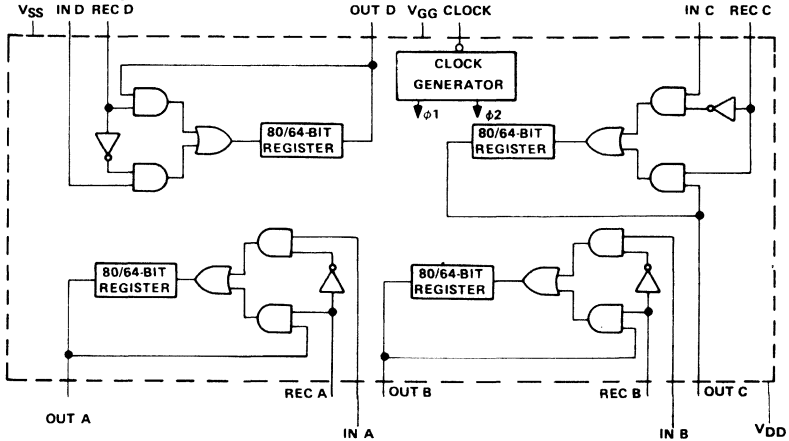 VSS IN D REC D OUT D VGG CLOCK IN C REC C
CLOCK
GENERATOR
ϕ1 ϕ2
80/64-BIT
REGISTER
80/64-BIT
REGISTER
80/64-BIT
REGISTER
80/64-BIT
REGISTER
OUT A REC A IN A OUT B REC B IN B OUT C VDD